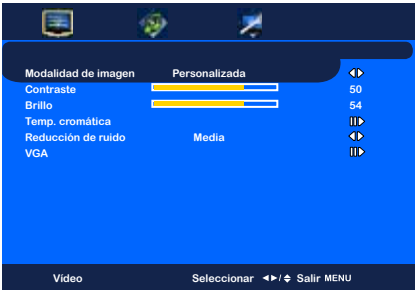 Modalidad de imagen Personalizada
Contraste 50
Brillo 54
Temp. cromática
Reducción de ruido Media
VGA
Vídeo Seleccionar ◄►/ Salir MENU